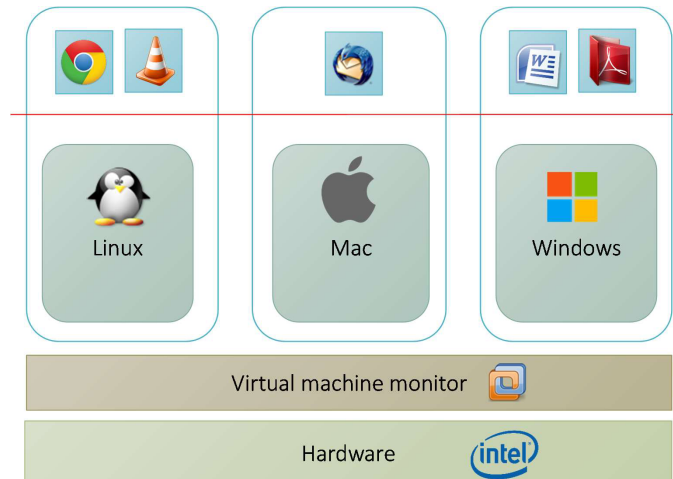 W
Linux
Mac
Windows
Virtual machine monitor
Hardware
intel